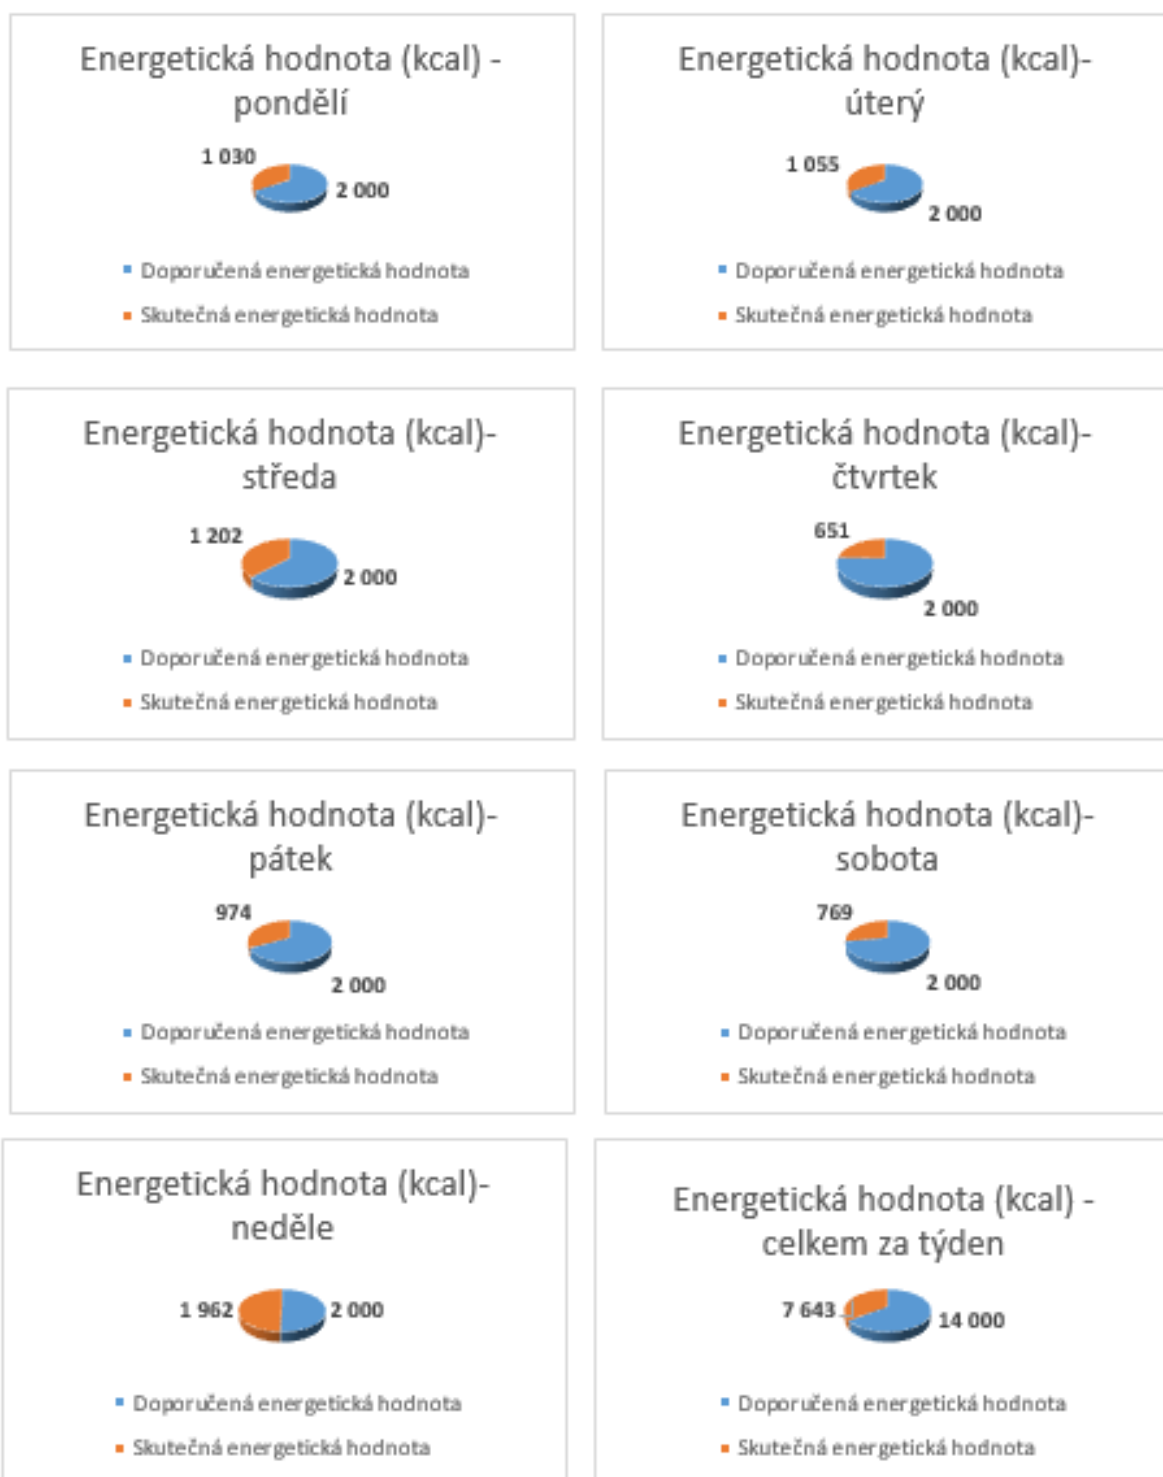 Energetická hodnota (kcal) -
pondělí
1 030
2 000
Doporučená energetická hodnota
Skutečná energetická hodnota
Energetická hodnota (kcal)-
úterý
1 055
2 000
Doporučená energetická hodnota
Skutečná energetická hodnota
Energetická hodnota (kcal)-
středa
1 202
2 000
Doporučená energetická hodnota
Skutečná energetická hodnota
Energetická hodnota (kcal)-
čtvrtek
651
2 000
Doporučená energetická hodnota
Skutečná energetická hodnota
Energetická hodnota (kcal)-
pátek
974
2 000
Doporučená energetická hodnota
Skutečná energetická hodnota
Energetická hodnota (kcal)-
sobota
769
2 000
Doporučená energetická hodnota
Skutečná energetická hodnota
Energetická hodnota (kcal)-
neděle
1 962
2 000
Doporučená energetická hodnota
Skutečná energetická hodnota
Energetická hodnota (kcal) -
celkem za týden
7 643
14 000
Doporučená energetická hodnota
Skutečná energetická hodnota